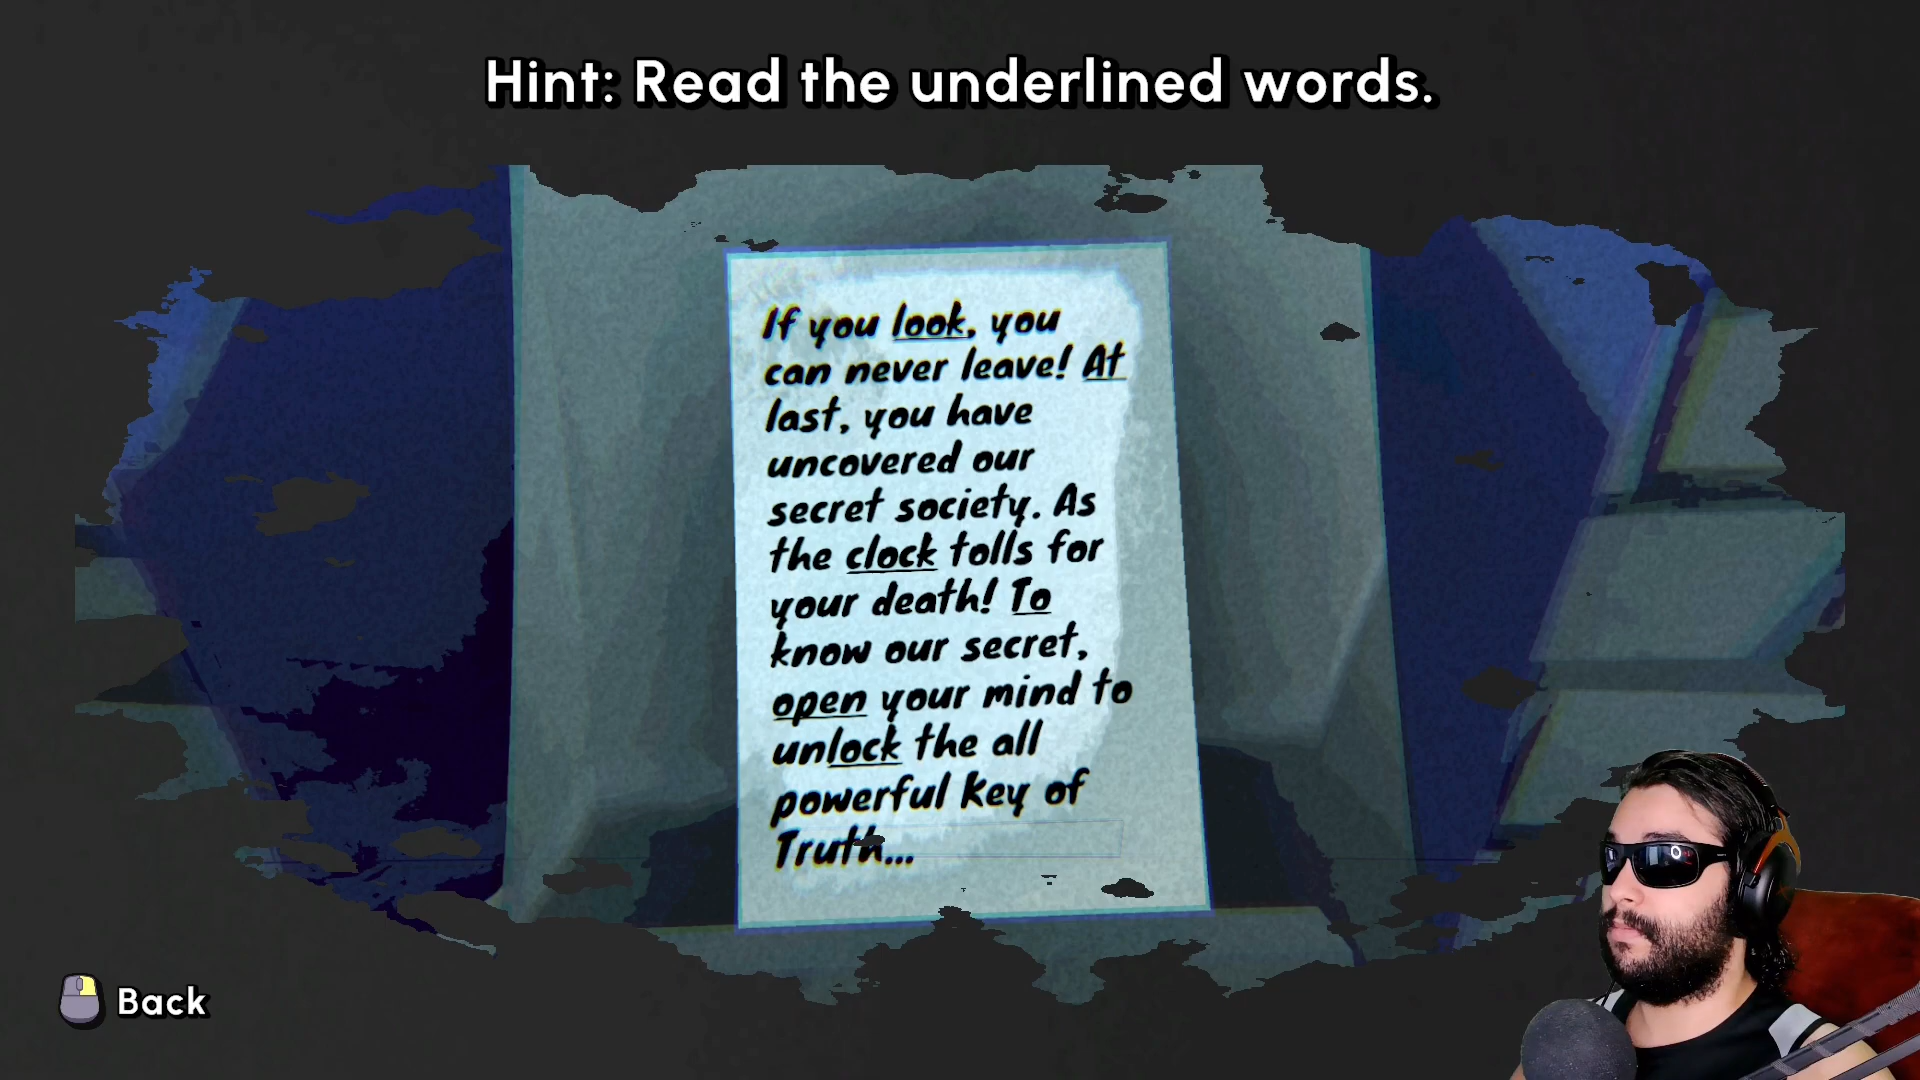 Hint: Read the underlined words.
If you look, you
can never leave! At
last, you have
uncovered our
secret society. As
the clock tolls for
your death! To
know our secret,
open your mind to
unlock the all
powerful key of
Truth...
Back